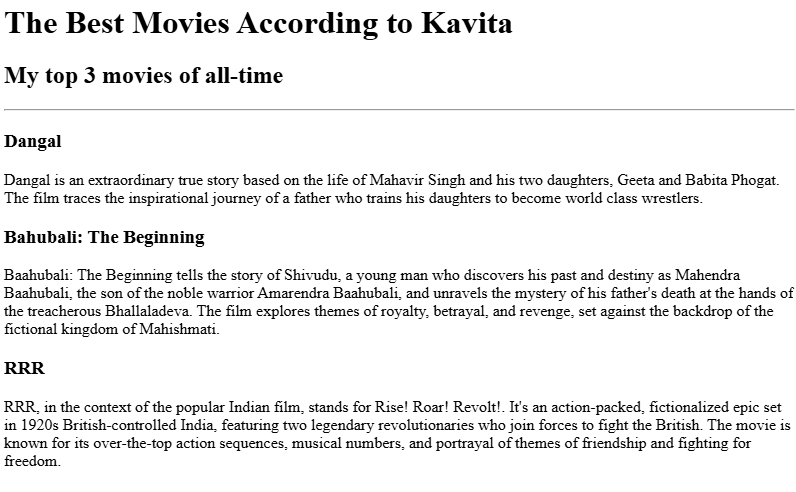 The Best Movies According to Kavita
My top 3 movies of all-time
Dangal
Dangal is an extraordinary true story based on the life of Mahavir Singh and his two daughters, Geeta and Babita Phogat.
The film traces the inspirational journey of a father who trains his daughters to become world class wrestlers.
Bahubali: The Beginning
Baahubali: The Beginning tells the story of Shivudu, a young man who discovers his past and destiny as Mahendra
Baahubali, the son of the noble warrior Amarendra Baahubali, and unravels the mystery of his father's death at the hands of
the treacherous Bhallaladeva. The film explores themes of royalty, betrayal, and revenge, set against the backdrop of the
fictional kingdom of Mahishmati.
RRR
RRR, in the context of the popular Indian film, stands for Rise! Roar! Revolt!. It's an action-packed, fictionalized epic set
in 1920s British-controlled India, featuring two legendary revolutionaries who join forces to fight the British. The movie is
known for its over-the-top action sequences, musical numbers, and portrayal of themes of friendship and fighting for
freedom.